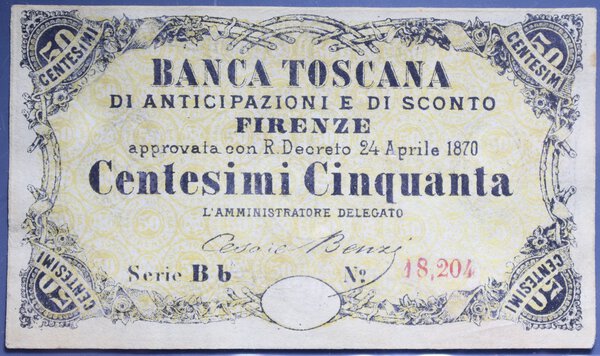 50 CENTESIMI
50 CENTESIMI
BANCA TOSCANA
DI ANTICIPAZIONI E DI SCONTO
FIRENZE
approvata con R. Decreto 24 Aprile 1870
Centesimi Cinquanta
L'AMMINISTRATORE DELEGATO
Cesare Benzi
Serie B b Nº 18,204
50 CENTESIMI
50 CENTESIMI